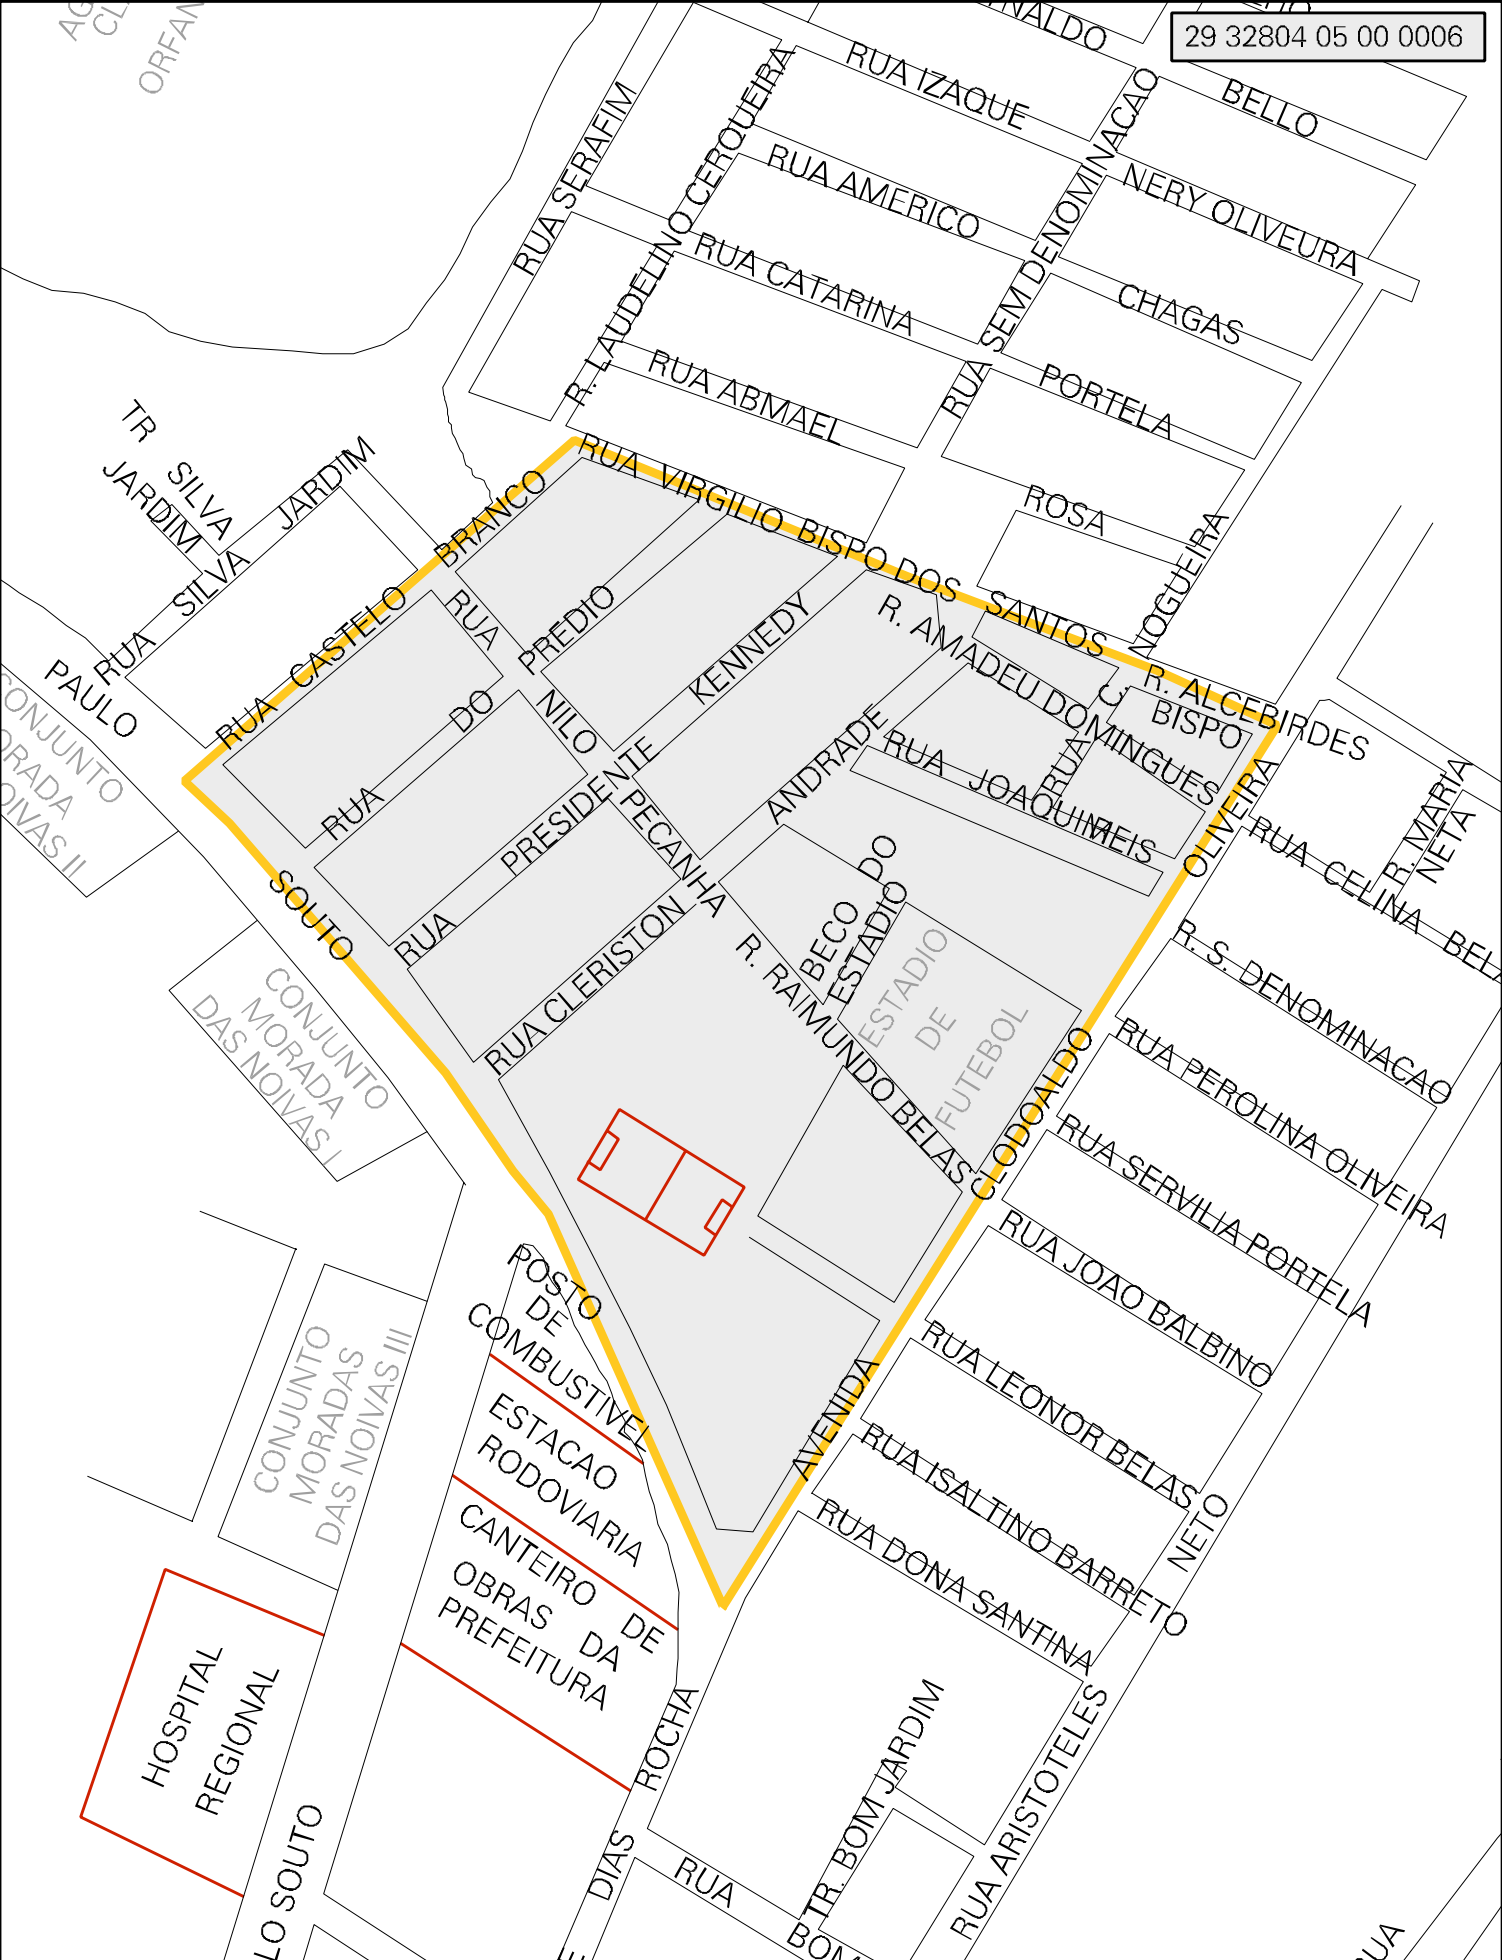 29 32804 05 00 0006
RUA IZAQUE
BELLO
RUA SERAFIM
R. LAUDELINO CERQUEIRA
RUA SEM DENOMINACAO
RUA AMERICO
NERY OLIVEURA
RUA CATARINA
CHAGAS
RUA ABMAEL
PORTELA
ROSA
NOGUEIRA
TR
SILVA
JARDIM
RUA SILVA JARDIM
PAULO
SOUTO
RUA CASTELO BRANCO
RUA VIRGILIO BISPO DOS SANTOS
R. ALCEBIRDES
BISPO
R. AMADEU DOMINGUES
RUA
RUA JOAQUIM
REIS
RUA NILO PECANHA
RUA DO PREDIO
RUA PRESIDENTE KENNEDY
RUA CLERISTON ANDRADE
BECO DO
ESTADIO
ESTADIO
DE
FUTEBOL
R. RAIMUNDO BELAS
AVENIDA CLODOALDO OLIVEIRA
R. MARIA
NETA
RUA CELINA
R. S. DENOMINACAO
RUA PEROLINA OLIVEIRA
RUA SERVILIA PORTELA
RUA JOAO BALBINO
RUA LEONOR BELAS
RUA ISALTINO BARRETO
RUA DONA SANTINA
RUA ARISTOTELES NETO
CONJUNTO
MORADA
DAS NOIVAS I
CONJUNTO
MORADAS
DAS NOIVAS III
CONJUNTO
POSTO
DE
COMBUSTIVEL
ESTACAO
RODOVIARIA
CANTEIRO DE
OBRAS DA
PREFEITURA
HOSPITAL
REGIONAL
LO SOUTO
DIAS ROCHA
TR. BOM JARDIM
RUA
BOM